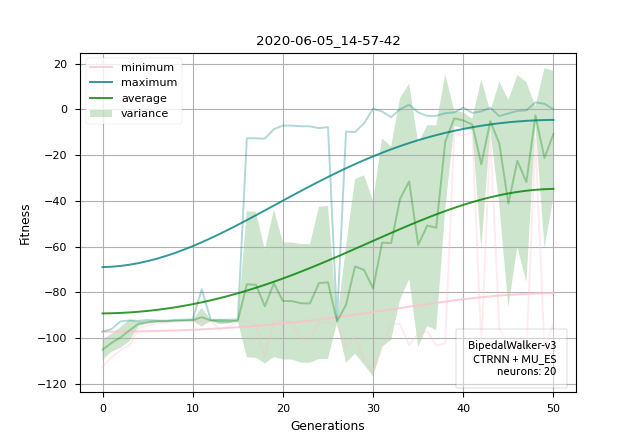 2020-06-05_14-57-42
minimum
maximum
average
variance
20
0
−20
−40
−60
−80
−100
−120
Fitness
BipedalWalker-v3
CTRNN + MU_ES
neurons: 20
0 10 20 30 40 50
Generations